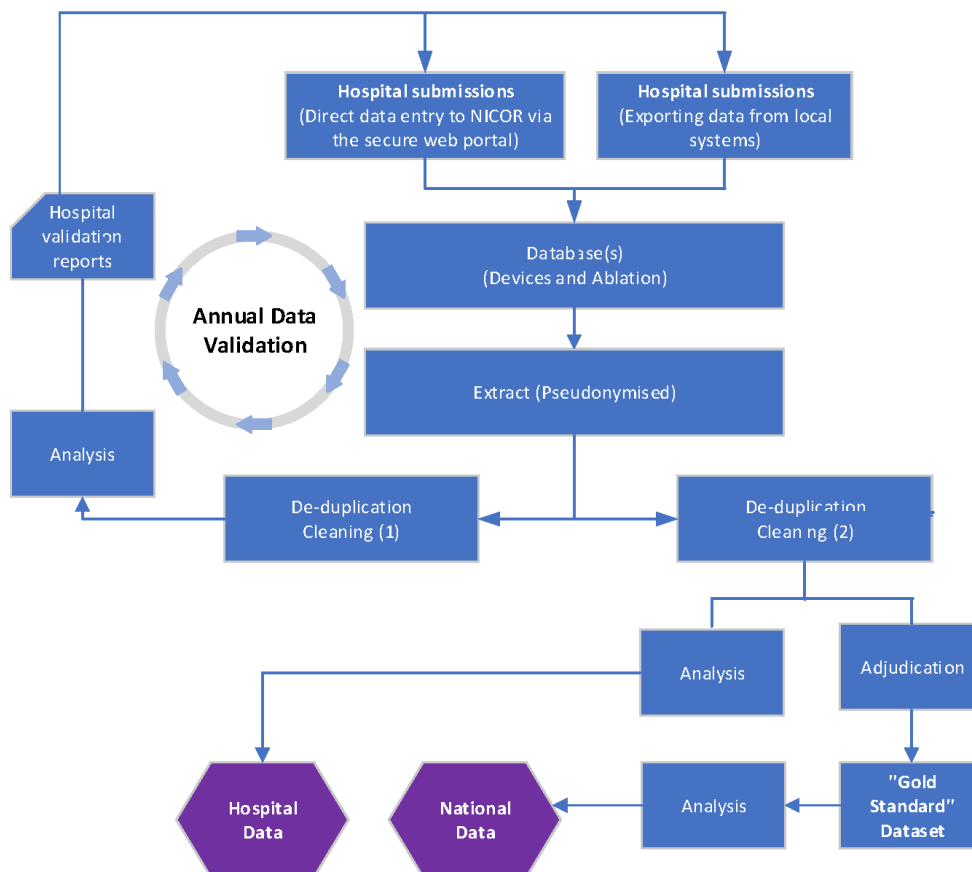 Hospital submissions
(Direct data entry to NICOR via
the secure web portal)
Hospital submissions
(Exporting data from local
systems)
Hospital
validation
reports
Annual Data
Validation
Database(s)
(Devices and Ablation)
Extract (Pseudonymised)
Analysis
De-duplication
Cleaning (1)
De-duplication
Cleaning (2)
Analysis
Adjudication
Hospital
Data
National
Data
Analysis
"Gold
Standard"
Dataset